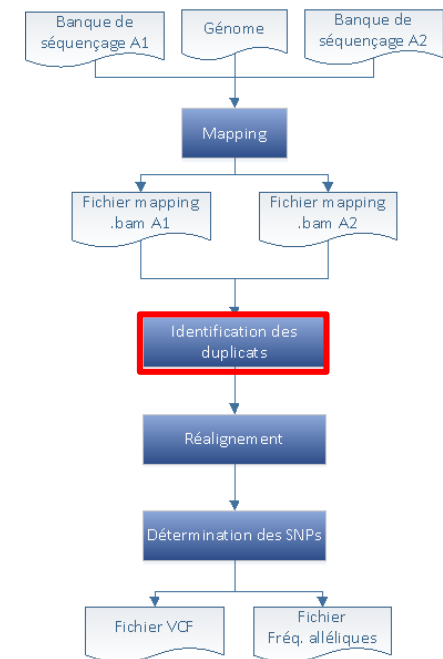 Banque de
séquençage A1
Génome
Banque de
séquençage A2
Mapping
Fichier mapping
.bam A1
Fichier mapping
.bam A2
Identification des
duplicats
Réalignement
Détermination des SNPs
Fichier VCF
Fichier
Fréq. alléliques